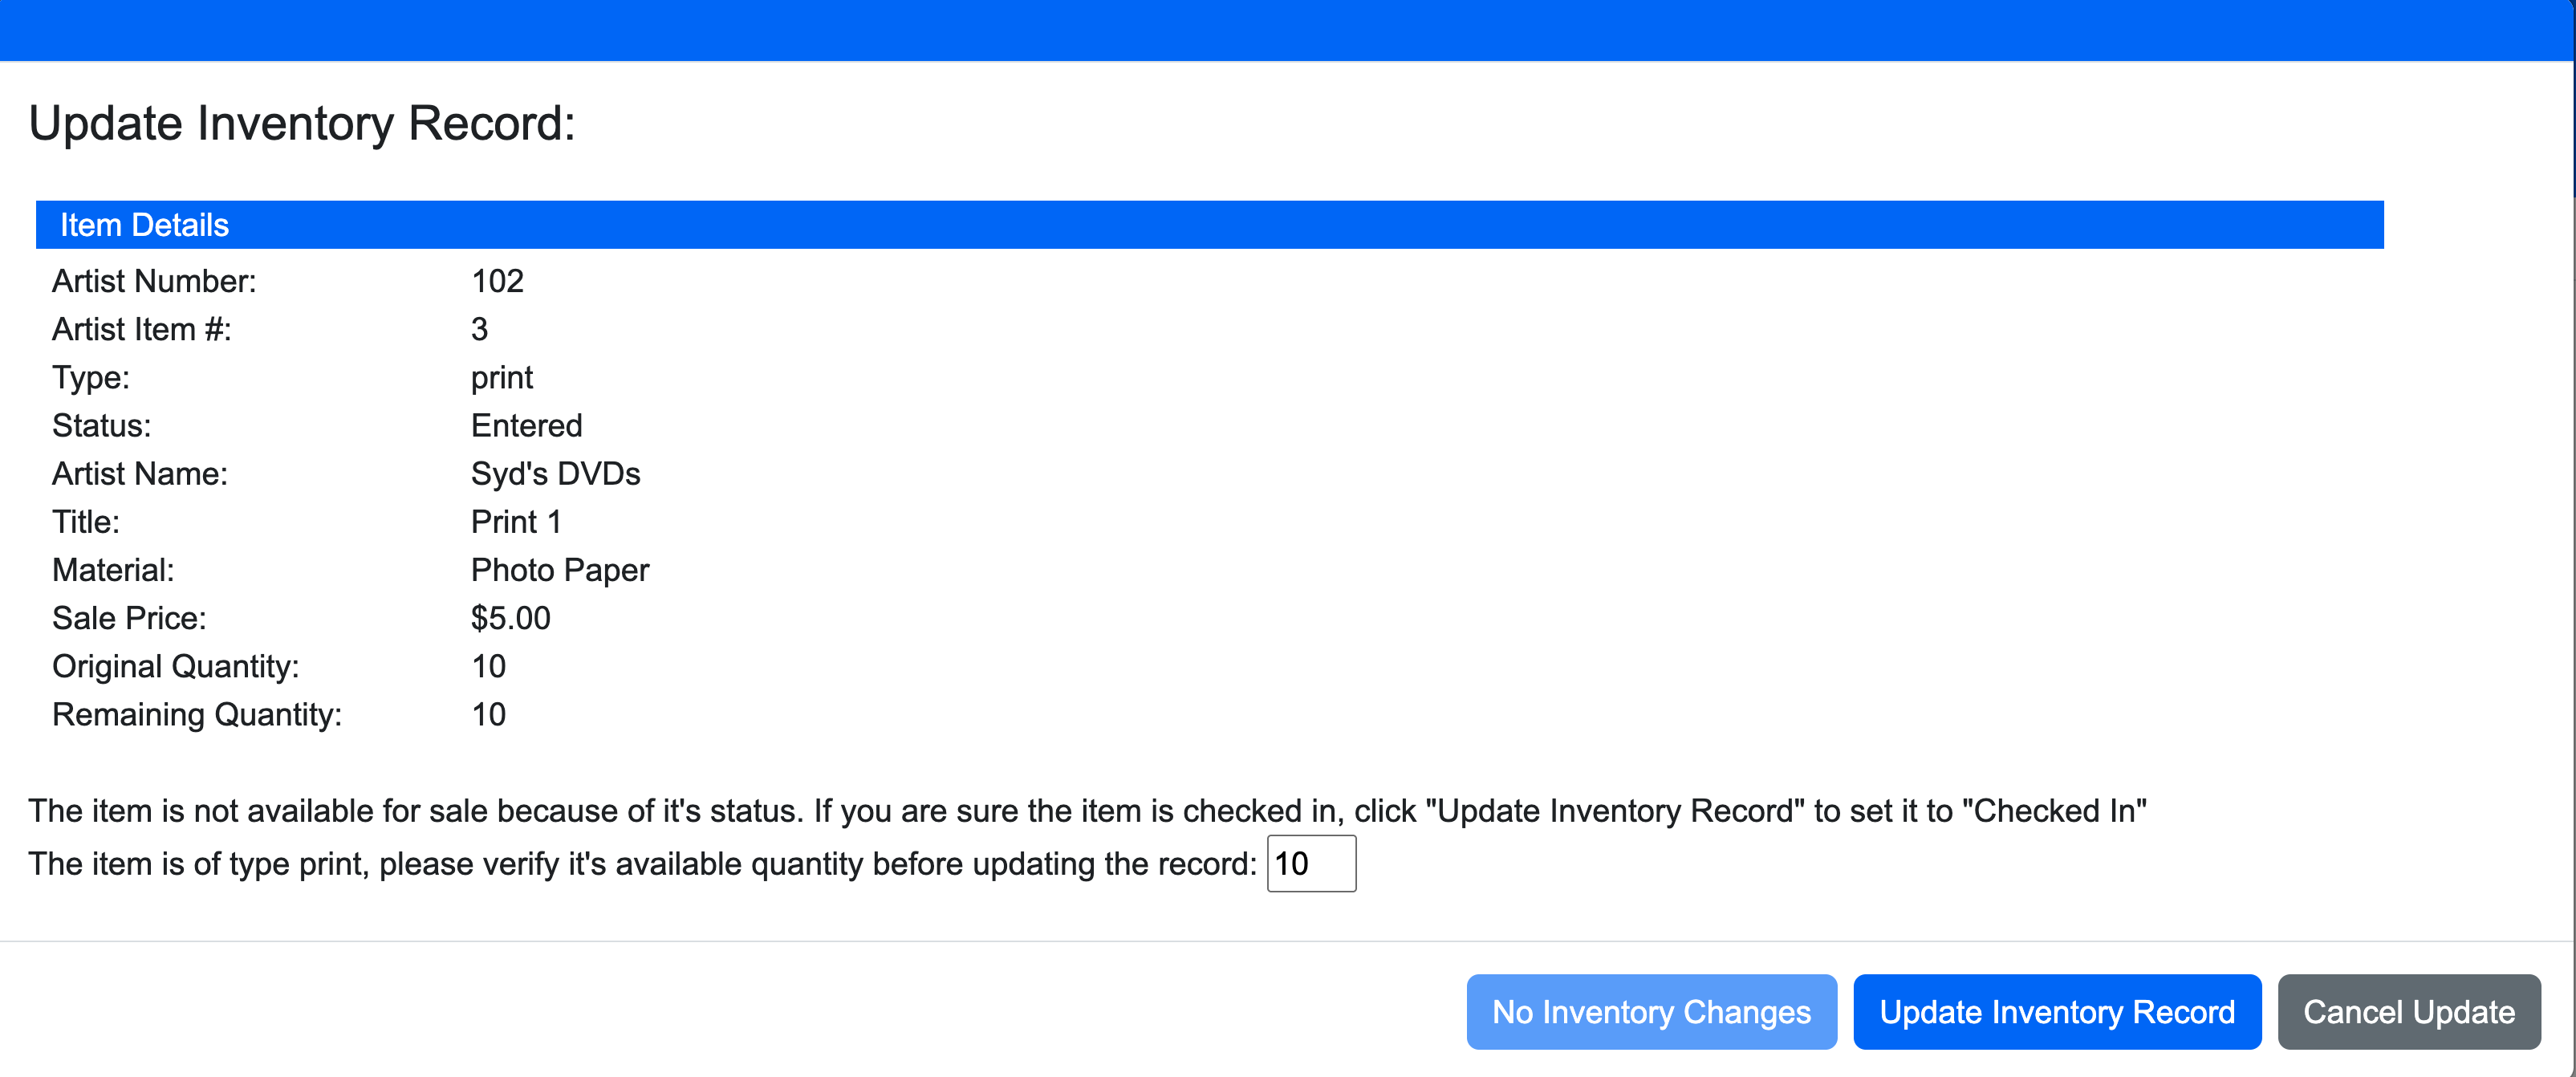 Update Inventory Record:
Item Details
Artist Number: 102
Artist Item #: 3
Type: print
Status: Entered
Artist Name: Syd's DVDs
Title: Print 1
Material: Photo Paper
Sale Price: $5.00
Original Quantity: 10
Remaining Quantity: 10
The item is not available for sale because of it's status. If you are sure the item is checked in, click "Update Inventory Record" to set it to "Checked In"
The item is of type print, please verify it's available quantity before updating the record: 10
No Inventory Changes Update Inventory Record Cancel Update